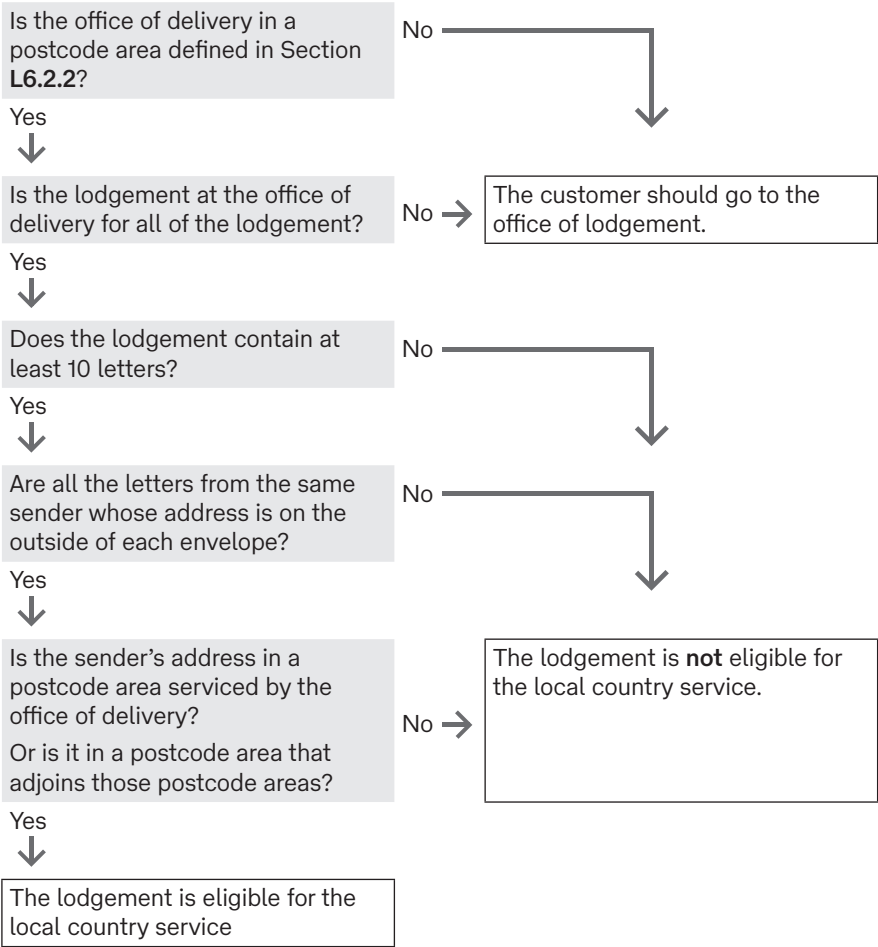 Is the office of delivery in a
postcode area defined in Section
L6.2.2?
No
Yes
Is the lodgement at the office of
delivery for all of the lodgement?
No
The customer should go to the
office of lodgement.
Yes
Does the lodgement contain at
least 10 letters?
No
Yes
Are all the letters from the same
sender whose address is on the
outside of each envelope?
No
Yes
Is the sender’s address in a
postcode area serviced by the
office of delivery?
Or is it in a postcode area that
adjoins those postcode areas?
No
The lodgement is not eligible for
the local country service.
Yes
The lodgement is eligible for the
local country service